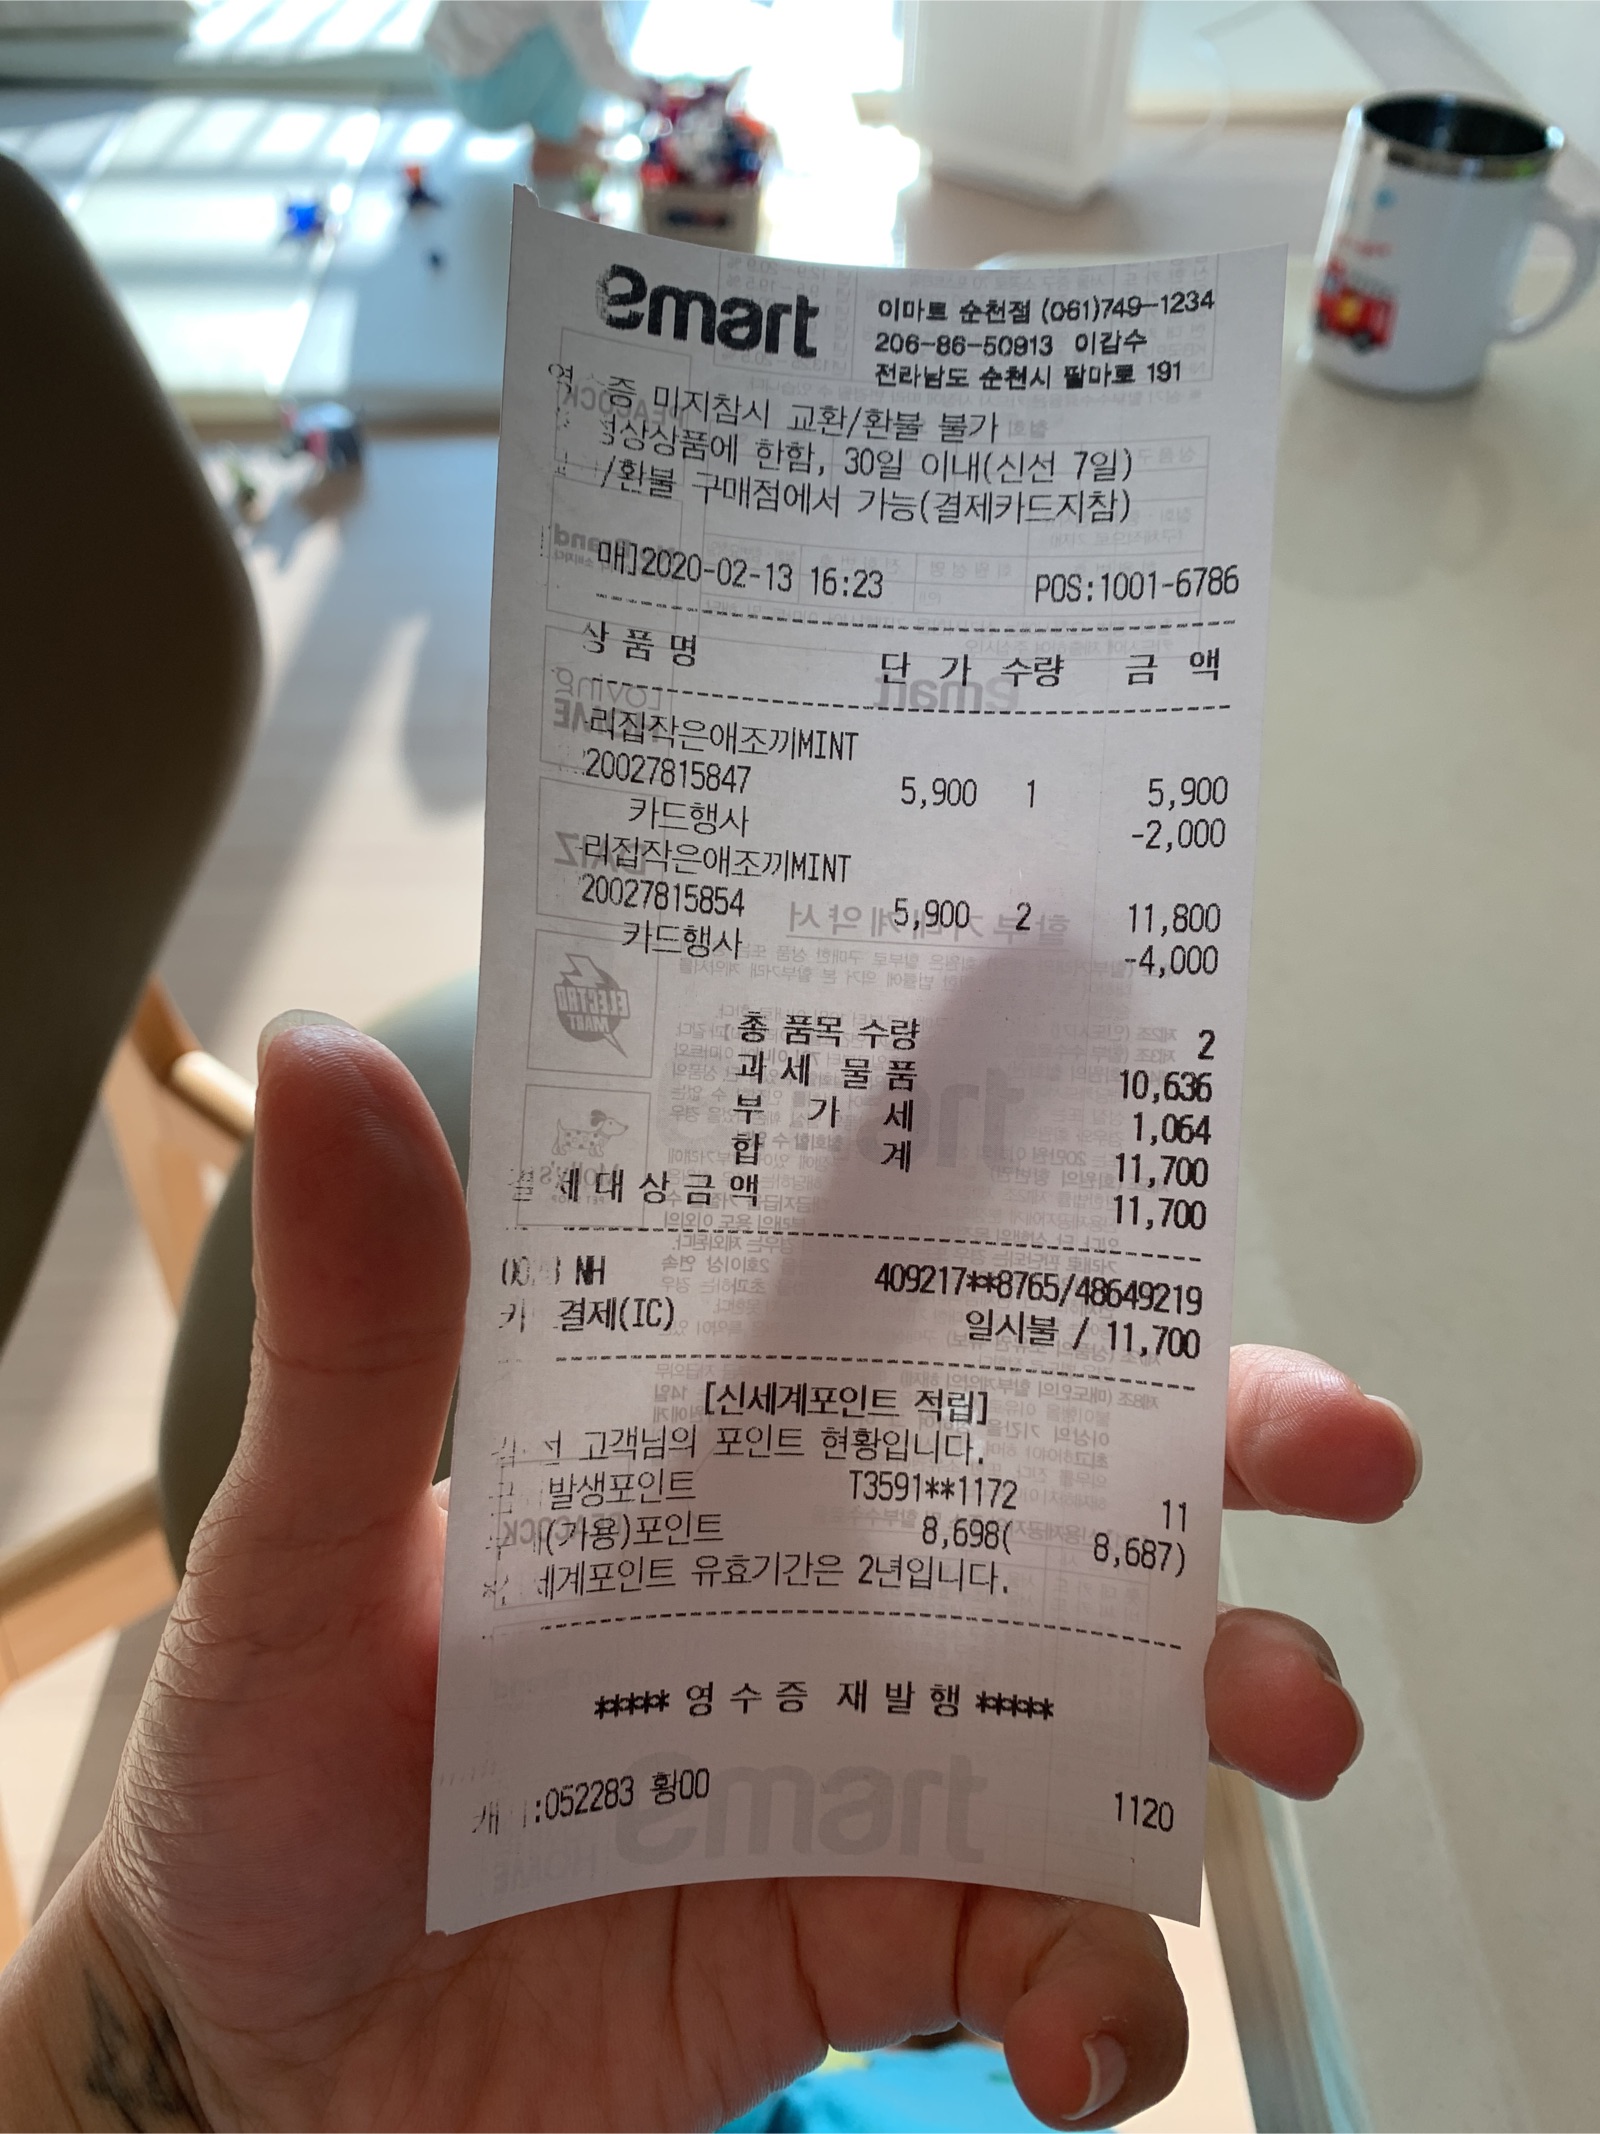 emart
이마트 순천점 (061)749-1234
206-86-50913 이갑수
전라남도 순천시 팔마로 191
미지참시 교환/환불 불가
한함, 30일 이내(신선 7일)
/환불 구매점에서 가능(결제카드지참)
매]2020-02-13 16:23 POS:1001-6786
상품명 단가 수량 금액
리집작은애조끼MINT
20027815847 5,900 1 5,900
카드행사 -2,000
리집작은애조끼MINT
20027815854 5,900 2 11,800
카드행사 -4,000
총 품목 수량 2
과세 물품 10,636
부 가 세 1,064
합 계 11,700
대상금액 11,700
NH 409217**8765/48649219
결제(IC) 일시불 / 11,700
[신세계포인트 적립]
고객님의 포인트 현황입니다.
발생포인트 T3591**1172 11
(가용)포인트 8,698( 8,687)
세계포인트 유효기간은 2년입니다.
***** 영수증 재발행 *****
:052283 황00 1120
emart